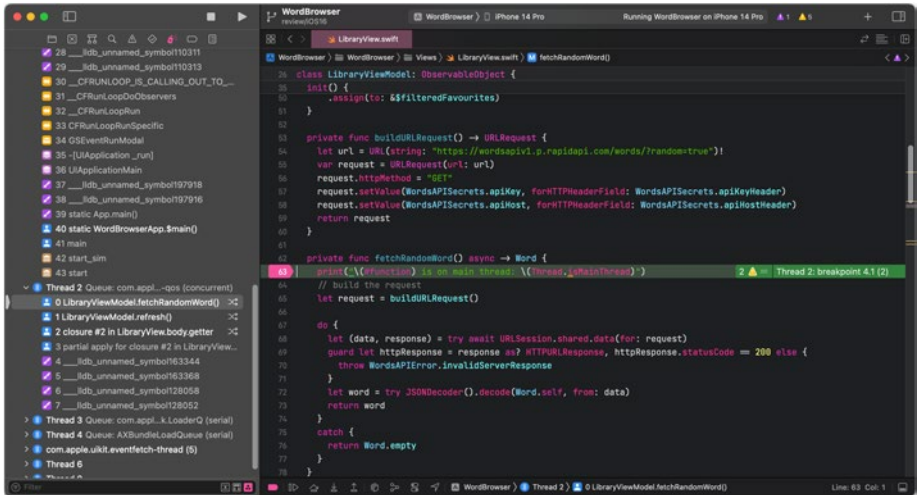 WordBrowser
review/iOS16
WordBrowser 〉 iPhone 14 Pro
Running WordBrowser on iPhone 14 Pro
1
5
LibraryView.swift
WordBrowser 〉 WordBrowser 〉 Views 〉 LibraryView.swift 〉 M fetchRandomWord()
28 ___lldb_unnamed_symbol110311
29 ___lldb_unnamed_symbol110313
30 __CFRUNLOOP_IS_CALLING_OUT_TO_...
31 __CFRunLoopDoObservers
32 __CFRunLoopRun
33 CFRunLoopRunSpecific
34 GSEventRunModal
35 -[UIApplication _run]
36 UIApplicationMain
37 ___lldb_unnamed_symbol197918
38 ___lldb_unnamed_symbol197916
39 static App.main()
40 static WordBrowserApp.$main()
41 main
42 start_sim
43 start
Thread 2 Queue: com.appl...-qos (concurrent)
0 LibraryViewModel.fetchRandomWord()
1 LibraryViewModel.refresh()
2 closure #2 in LibraryView.body.getter
3 partial apply for closure #2 in LibraryView...
4 ___lldb_unnamed_symbol163344
5 ___lldb_unnamed_symbol163368
6 ___lldb_unnamed_symbol128058
7 ___lldb_unnamed_symbol128052
Thread 3 Queue: com.appl...k.LoaderQ (serial)
Thread 4 Queue: AXBundleLoadQueue (serial)
com.apple.uikit.eventfetch-thread (5)
Thread 6
Filter
26 class LibraryViewModel: ObservableObject {
35 init() {
50 .assign(to: &$filteredFavourites)
51 }
52
53 private func buildURLRequest() → URLRequest {
54 let url = URL(string: "https://wordsapiv1.p.rapidapi.com/words/?random=true")!
55 var request = URLRequest(url: url)
56 request.httpMethod = "GET"
57 request.setValue(WordsAPISecrets.apiKey, forHTTPHeaderField: WordsAPISecrets.apiKeyHeader)
58 request.setValue(WordsAPISecrets.apiHost, forHTTPHeaderField: WordsAPISecrets.apiHostHeader)
59 return request
60 }
61
62 private func fetchRandomWord() async → Word {
63 print("\(#function) is on main thread: \(Thread.isMainThread)") 2 Thread 2: breakpoint 4.1 (2)
64 // build the request
65 let request = buildURLRequest()
66
67 do {
68 let (data, response) = try await URLSession.shared.data(for: request)
69 guard let httpResponse = response as? HTTPURLResponse, httpResponse.statusCode == 200 else {
70 throw WordsAPIError.invalidServerResponse
71 }
72 let word = try JSONDecoder().decode(Word.self, from: data)
73 return word
74 }
75 catch {
76 return Word.empty
77 }
78 }
WordBrowser 〉 Thread 2 〉 0 LibraryViewModel.fetchRandomWord()
Line: 63 Col: 1